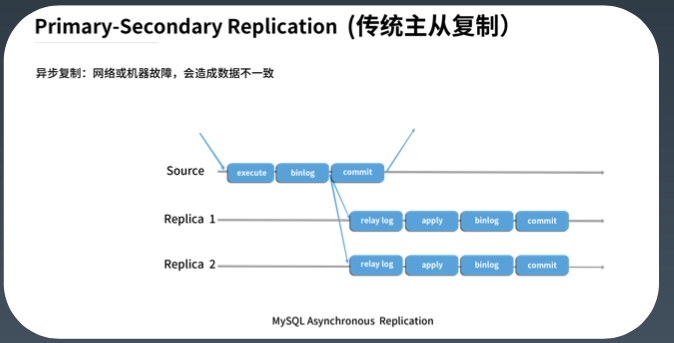 Primary-Secondary Replication (传统主从复制)
异步复制：网络或机器故障，会造成数据不一致
Source execute binlog commit
Replica 1 relay log apply binlog commit
Replica 2 relay log apply binlog commit
MySQL Asynchronous Replication